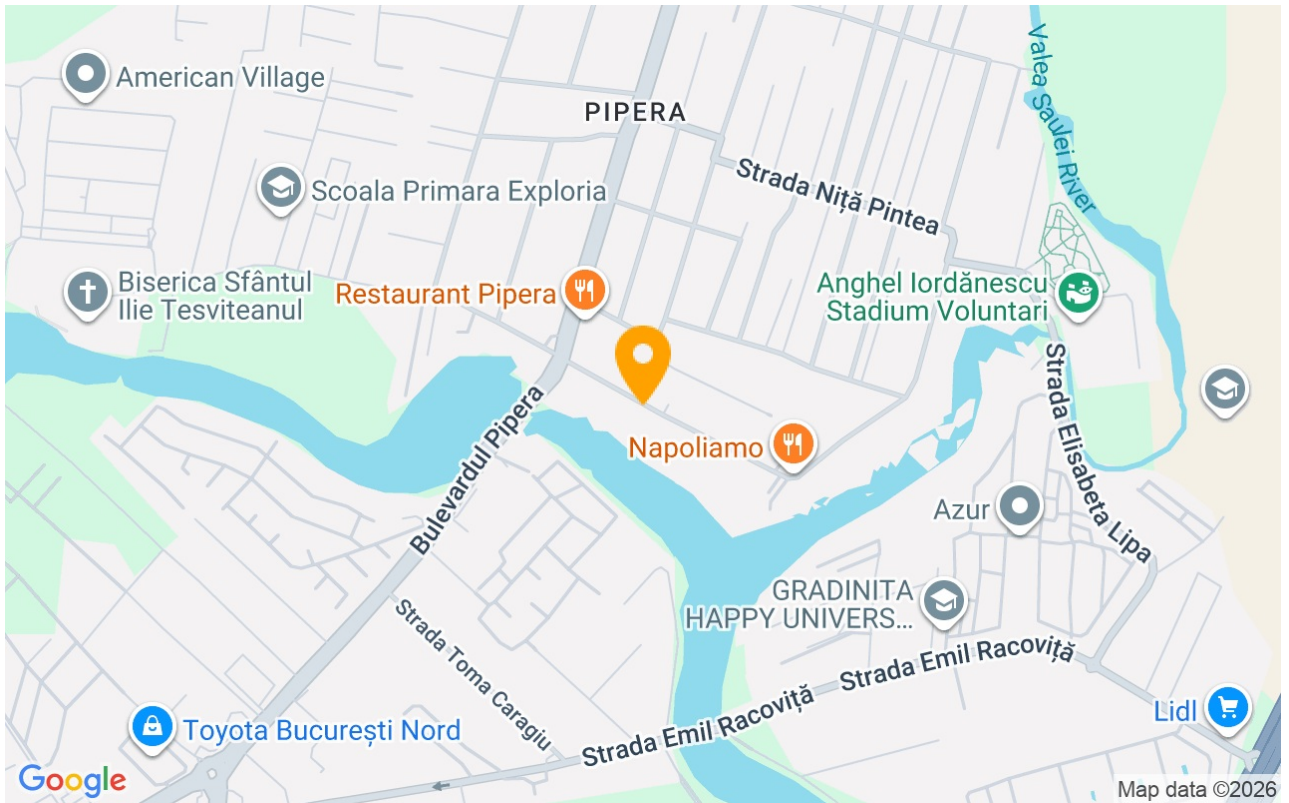 American Village
PIPERA
Valea Saulei River
Strada Niță Pintea
Scoala Primara Exploria
Biserica Sfântul
Ilie Tesviteanul
Restaurant Pipera
Anghel Iordănescu
Stadium Voluntari
Bulevardul Pipera
Napoliamo
Strada Elisabeta Lipa
Azur
GRADINITA
HAPPY UNIVERS...
Strada Toma Caragiu
Strada Emil Racoviță
Strada Emil Racoviță
Toyota București Nord
Lidl
Google
Map data ©2026